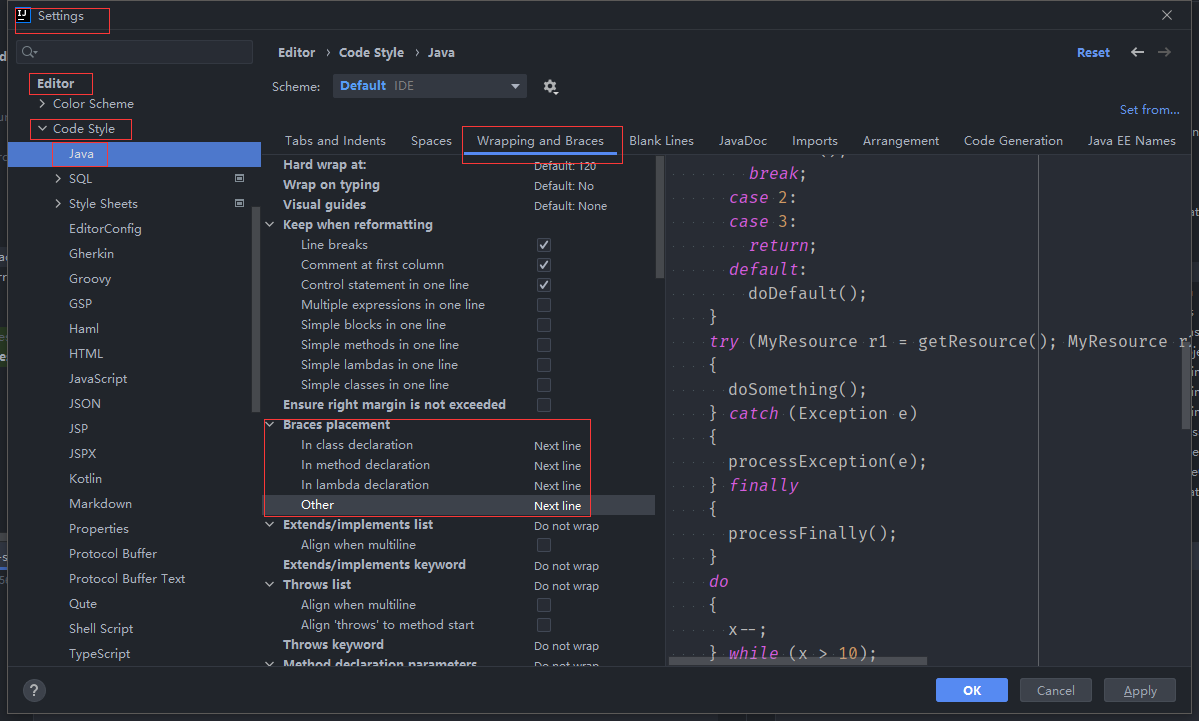 Settings
Editor
Color Scheme
Code Style
Java
SQL
Style Sheets
EditorConfig
Gherkin
Groovy
GSP
Haml
HTML
JavaScript
JSON
JSP
JSPX
Kotlin
Markdown
Properties
Protocol Buffer
Protocol Buffer Text
Qute
Shell Script
TypeScript
Editor › Code Style › Java
Reset
Scheme: Default IDE
Set from...
Tabs and Indents Spaces Wrapping and Braces Blank Lines JavaDoc Imports Arrangement Code Generation Java EE Names
Hard wrap at: Default: 120
Wrap on typing Default: No
Visual guides Default: None
Keep when reformatting
Line breaks
Comment at first column
Control statement in one line
Multiple expressions in one line
Simple blocks in one line
Simple methods in one line
Simple lambdas in one line
Simple classes in one line
Ensure right margin is not exceeded
Braces placement
In class declaration Next line
In method declaration Next line
In lambda declaration Next line
Other Next line
Extends/implements list Do not wrap
Align when multiline
Extends/implements keyword Do not wrap
Throws list Do not wrap
Align when multiline
Align 'throws' to method start
Throws keyword Do not wrap
Method declaration parameters Do not wrap
break;
case 2:
case 3:
return;
default:
doDefault();
}
try (MyResource r1 = getResource(); MyResource r
{
doSomething();
} catch (Exception e)
{
processException(e);
} finally
{
processFinally();
}
do
{
x--;
} while (x > 10);
?
OK Cancel Apply